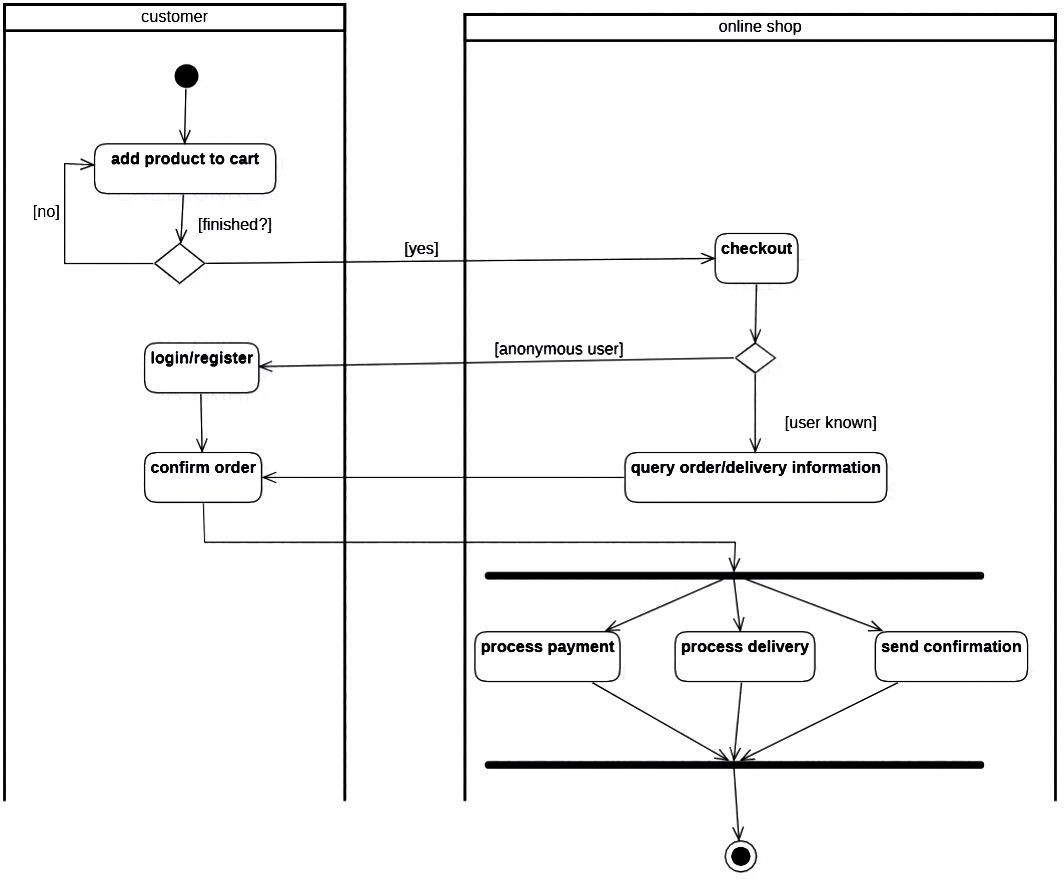 customer
online shop
add product to cart
[no]
[finished?]
[yes]
checkout
[anonymous user]
login/register
[user known]
confirm order
query order/delivery information
process payment
process delivery
send confirmation